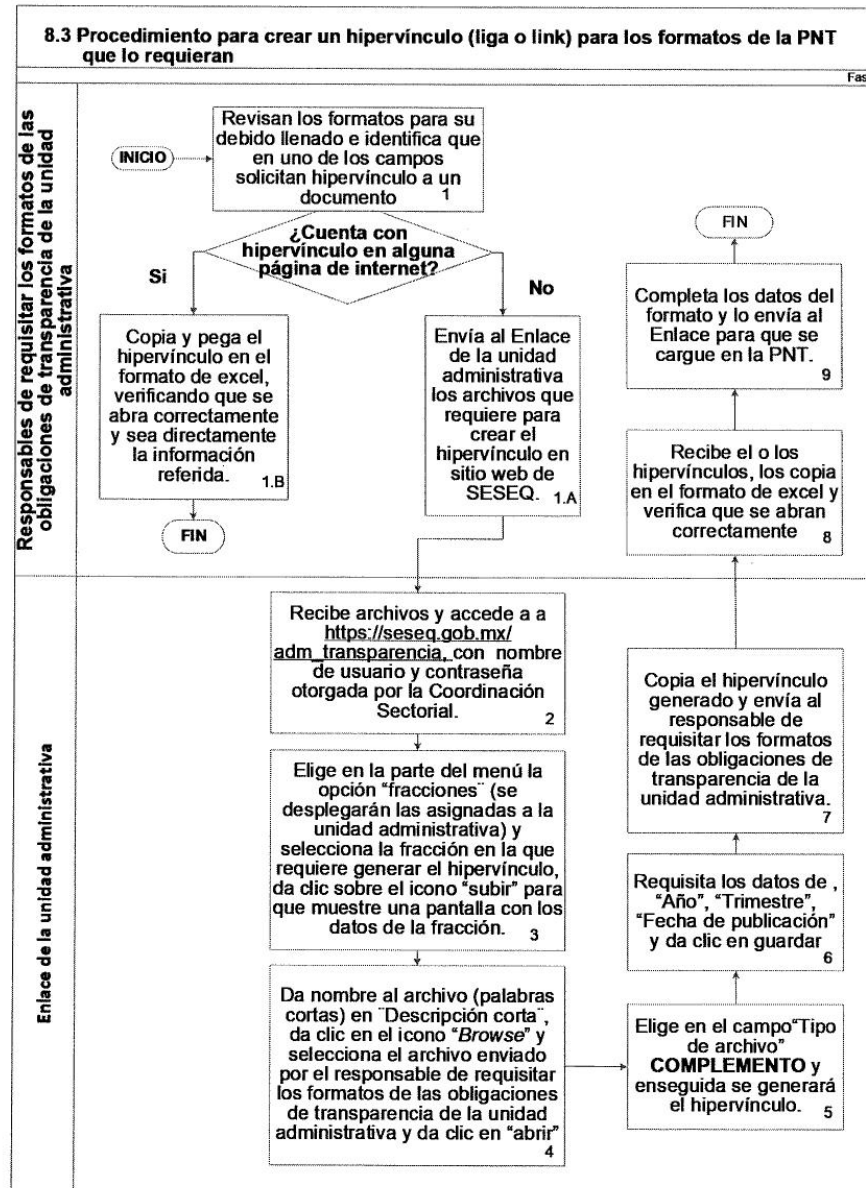 8.3 Procedimiento para crear un hipervínculo (liga o link) para los formatos de la PNT
que lo requieran
Fas
Responsables de requisitar los formatos de las
obligaciones de transparencia de la unidad
administrativa
INICIO
Revisan los formatos para su
debido llenado e identifica que
en uno de los campos
solicitan hipervínculo a un
documento
1
¿Cuenta con
hipervínculo en alguna
página de internet?
Si
No
Copia y pega el
hipervínculo en el
formato de excel,
verificando que se
abra correctamente
y sea directamente
la información
referida.
1.B
FIN
Envía al Enlace
de la unidad
administrativa
los archivos que
requiere para
crear el
hipervínculo en
sitio web de
SESEQ.
1.A
Enlace de la unidad administrativa
Recibe archivos y accede a a
https://seseq.gob.mx/
adm_transparencia, con nombre
de usuario y contraseña
otorgada por la Coordinación
Sectorial.
2
Elige en la parte del menú la
opción “fracciones¨ (se
desplegarán las asignadas a la
unidad administrativa) y
selecciona la fracción en la que
requiere generar el hipervínculo,
da clic sobre el icono “subir” para
que muestre una pantalla con los
datos de la fracción.
3
Da nombre al archivo (palabras
cortas) en ¨Descripción corta¨,
da clic en el icono “Browse” y
selecciona el archivo enviado
por el responsable de requisitar
los formatos de las obligaciones
de transparencia de la unidad
administrativa y da clic en “abrir”
4
Elige en el campo“Tipo
de archivo”
COMPLEMENTO y
enseguida se generará
el hipervínculo.
5
Requisita los datos de ,
“Año”, “Trimestre”,
“Fecha de publicación”
y da clic en guardar
6
Copia el hipervínculo
generado y envía al
responsable de
requisitar los formatos
de las obligaciones de
transparencia de la
unidad administrativa.
7
Recibe el o los
hipervínculos, los copia
en el formato de excel y
verifica que se abran
correctamente
8
Completa los datos del
formato y lo envía al
Enlace para que se
cargue en la PNT.
9
FIN